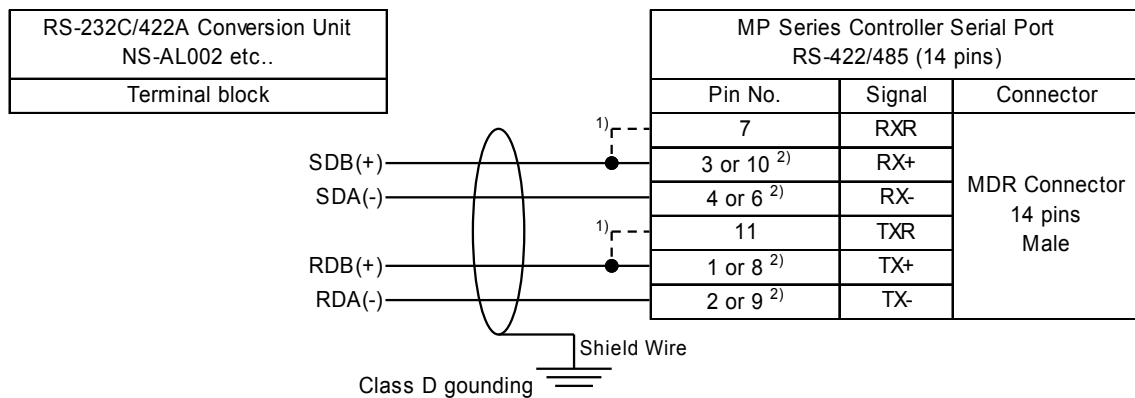 RS-232C/422A Conversion Unit
NS-AL002 etc..
Terminal block
MP Series Controller Serial Port
RS-422/485 (14 pins)
Pin No. Signal Connector
1) 7 RXR
SDB(+) 3 or 10 2) RX+
SDA(-) 4 or 6 2) RX-
1) 11 TXR
RDB(+) 1 or 8 2) TX+
RDA(-) 2 or 9 2) TX-
MDR Connector
14 pins
Male
Shield Wire
Class D gounding